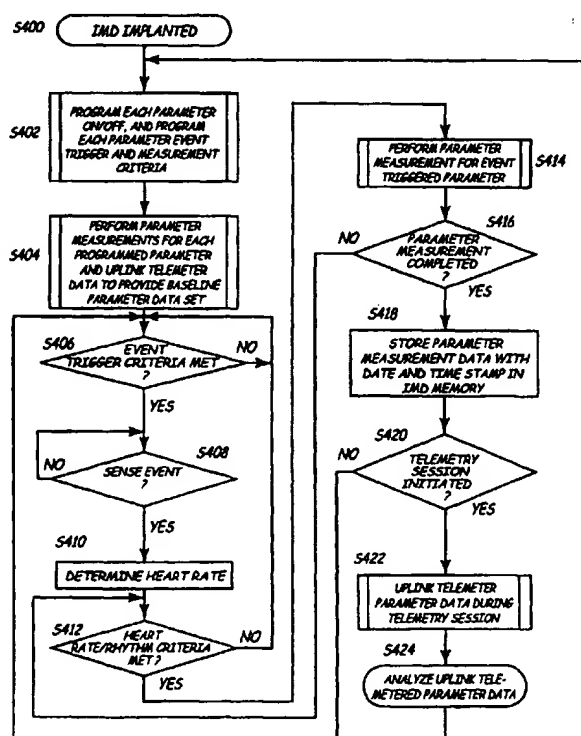 S400
IMD IMPLANTED
S402
PROGRAM EACH PARAMETER
ON/OFF, AND PROGRAM
EACH PARAMETER EVENT
TRIGGER AND MEASUREMENT
CRITERIA
S404
PERFORM PARAMETER
MEASUREMENTS FOR EACH
PROGRAMMED PARAMETER
AND UPLINK TELEMETER
DATA TO PROVIDE BASELINE
PARAMETER DATA SET
S406
EVENT
TRIGGER CRITERIA MET
?
NO
YES
S408
SENSE EVENT
?
NO
YES
S410
DETERMINE HEART RATE
S412
HEART
RATE/RHYTHM CRITERIA
MET ?
NO
YES
PERFORM PARAMETER
MEASUREMENT FOR EVENT
TRIGGERED PARAMETER
S414
S416
PARAMETER
MEASUREMENT
COMPLETED
?
NO
YES
S418
STORE PARAMETER
MEASUREMENT DATA WITH
DATE AND TIME STAMP IN
IMD MEMORY
S420
TELEMETRY
SESSION
INITIATED
?
NO
YES
S422
UPLINK TELEMETER
PARAMETER DATA DURING
TELEMETRY SESSION
S424
ANALYZE UPLINK TELE-
METERED PARAMETER DATA